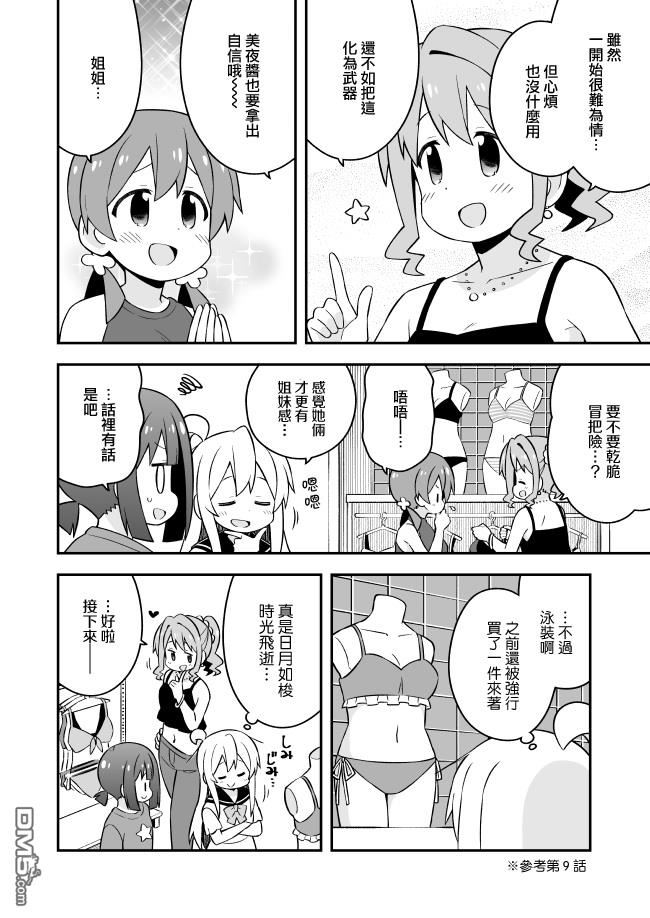 雖然
一開始很難為情…
但心煩
也沒什麼用
還不如把這
化為武器
美夜醬也要拿出
自信哦~~
姐姐…
要不要乾脆
冒把險…?
唔唔——
感覺她倆
才更有
姐妹感…
嗯嗯
…話裡有話
是吧
…不過
泳裝啊
之前還被強行
買了一件來著
※參考第9話
真是日月如梭
時光飛逝…
しみ
じみ…
…好啦
接下來——
DM5.com